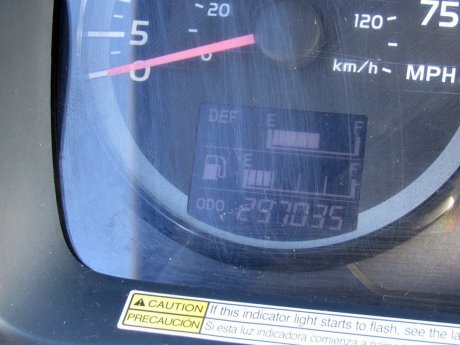 20
120
75
5
0
0
km/h
MPH
DEF E F
E F
ODO 297035
CAUTION If this indicator light starts to flash, see the
PRECAUCIÓN Si esta luz indicadora comienza a